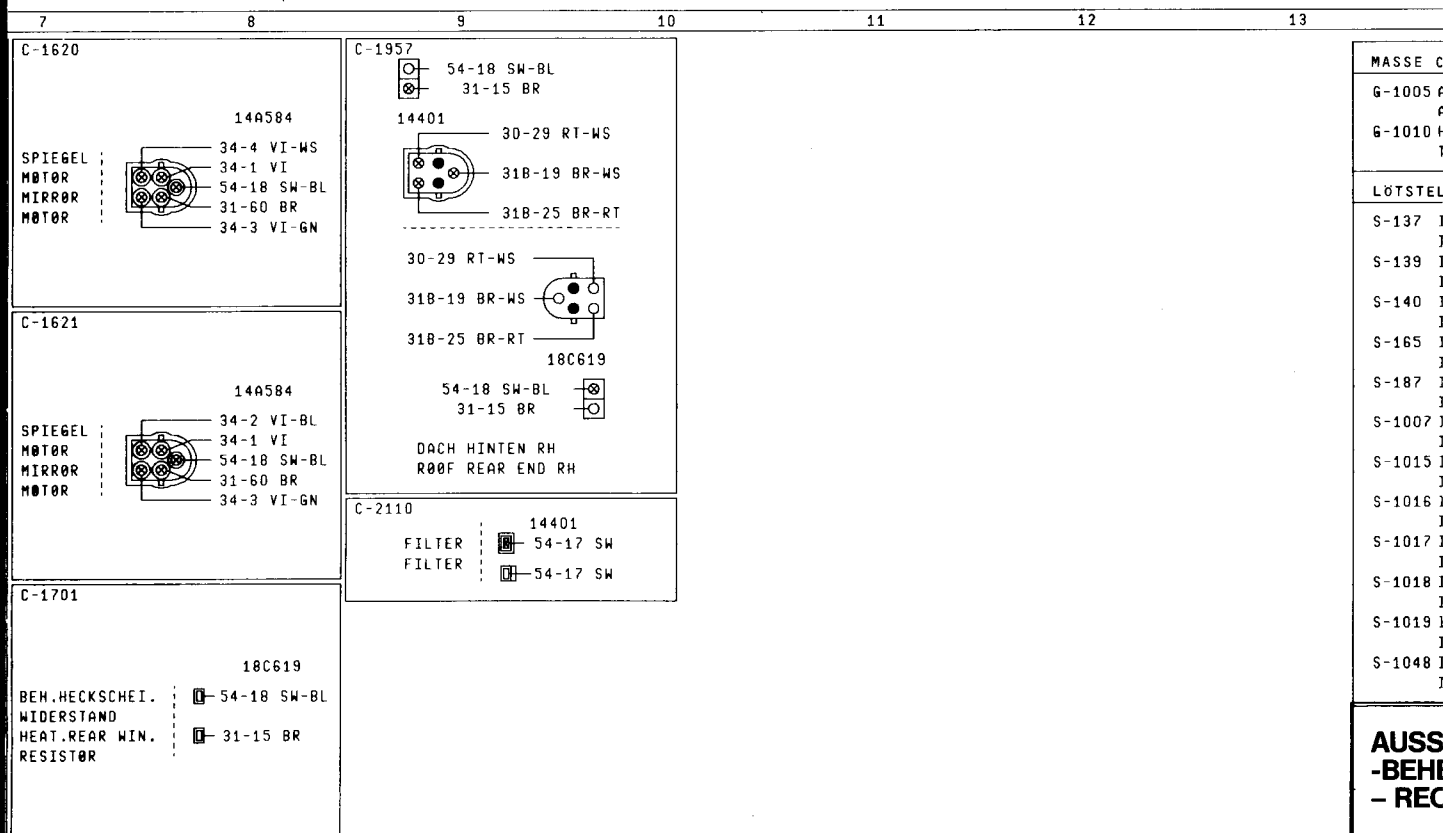 7 8 9 10 11 12 13
C-1620
14A584
34-4 VI-WS
34-1 VI
54-18 SW-BL
31-60 BR
34-3 VI-GN
SPIEGEL
MOTOR
MIRROR
MOTOR
C-1621
14A584
34-2 VI-BL
34-1 VI
54-18 SW-BL
31-60 BR
34-3 VI-GN
SPIEGEL
MOTOR
MIRROR
MOTOR
C-1701
18C619
BEH.HECKSCHEI.
WIDERSTAND
HEAT.REAR WIN.
RESISTOR
54-18 SW-BL
31-15 BR
C-1957
54-18 SW-BL
31-15 BR
14401
30-29 RT-WS
31B-19 BR-WS
31B-25 BR-RT
30-29 RT-WS
31B-19 BR-WS
31B-25 BR-RT
18C619
54-18 SW-BL
31-15 BR
DACH HINTEN RH
ROOF REAR END RH
C-2110
14401
FILTER
FILTER
54-17 SW
54-17 SW
MASSE
G-1005
G-1010
LÖTSTEL
S-137
S-139
S-140
S-165
S-187
S-1007
S-1015
S-1016
S-1017
S-1018
S-1019
S-1048
AUSS
-BEHE
– REC